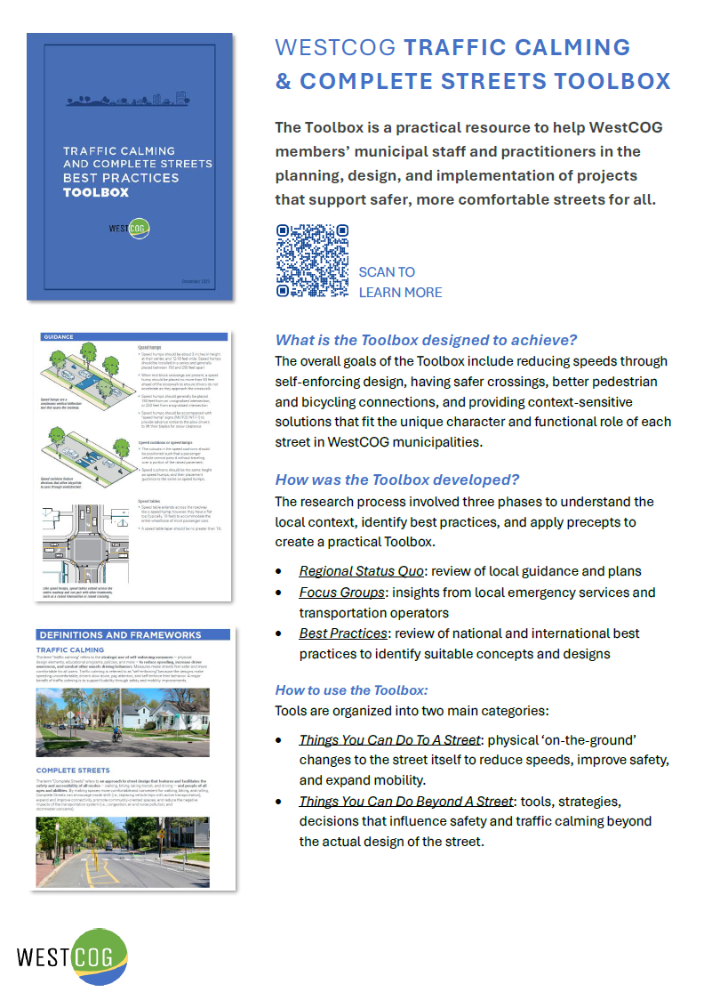 TRAFFIC CALMING
AND COMPLETE STREETS
BEST PRACTICES
TOOLBOX
WESTCOG
December 2025
WESTCOG TRAFFIC CALMING
& COMPLETE STREETS TOOLBOX
The Toolbox is a practical resource to help WestCOG
members’ municipal staff and practitioners in the
planning, design, and implementation of projects
that support safer, more comfortable streets for all.
SCAN TO
LEARN MORE
GUIDANCE
Speed humps
Speed cushions or speed lumps
Speed tables
DEFINITIONS AND FRAMEWORKS
TRAFFIC CALMING
COMPLETE STREETS
What is the Toolbox designed to achieve?
The overall goals of the Toolbox include reducing speeds through
self-enforcing design, having safer crossings, better pedestrian
and bicycling connections, and providing context-sensitive
solutions that fit the unique character and functional role of each
street in WestCOG municipalities.
How was the Toolbox developed?
The research process involved three phases to understand the
local context, identify best practices, and apply precepts to
create a practical Toolbox.
• Regional Status Quo: review of local guidance and plans
• Focus Groups: insights from local emergency services and
transportation operators
• Best Practices: review of national and international best
practices to identify suitable concepts and designs
How to use the Toolbox:
Tools are organized into two main categories:
• Things You Can Do To A Street: physical ‘on-the-ground’
changes to the street itself to reduce speeds, improve safety,
and expand mobility.
• Things You Can Do Beyond A Street: tools, strategies,
decisions that influence safety and traffic calming beyond
the actual design of the street.
WESTCOG